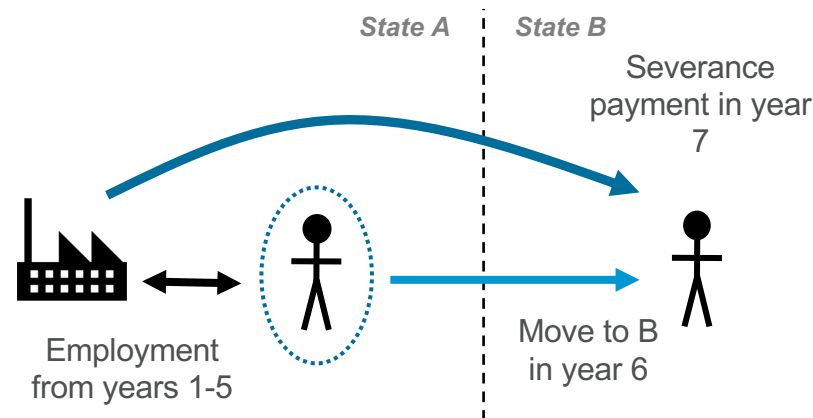 State A
State B
Severance
payment in year
7
Employment
from years 1-5
Move to B
in year 6